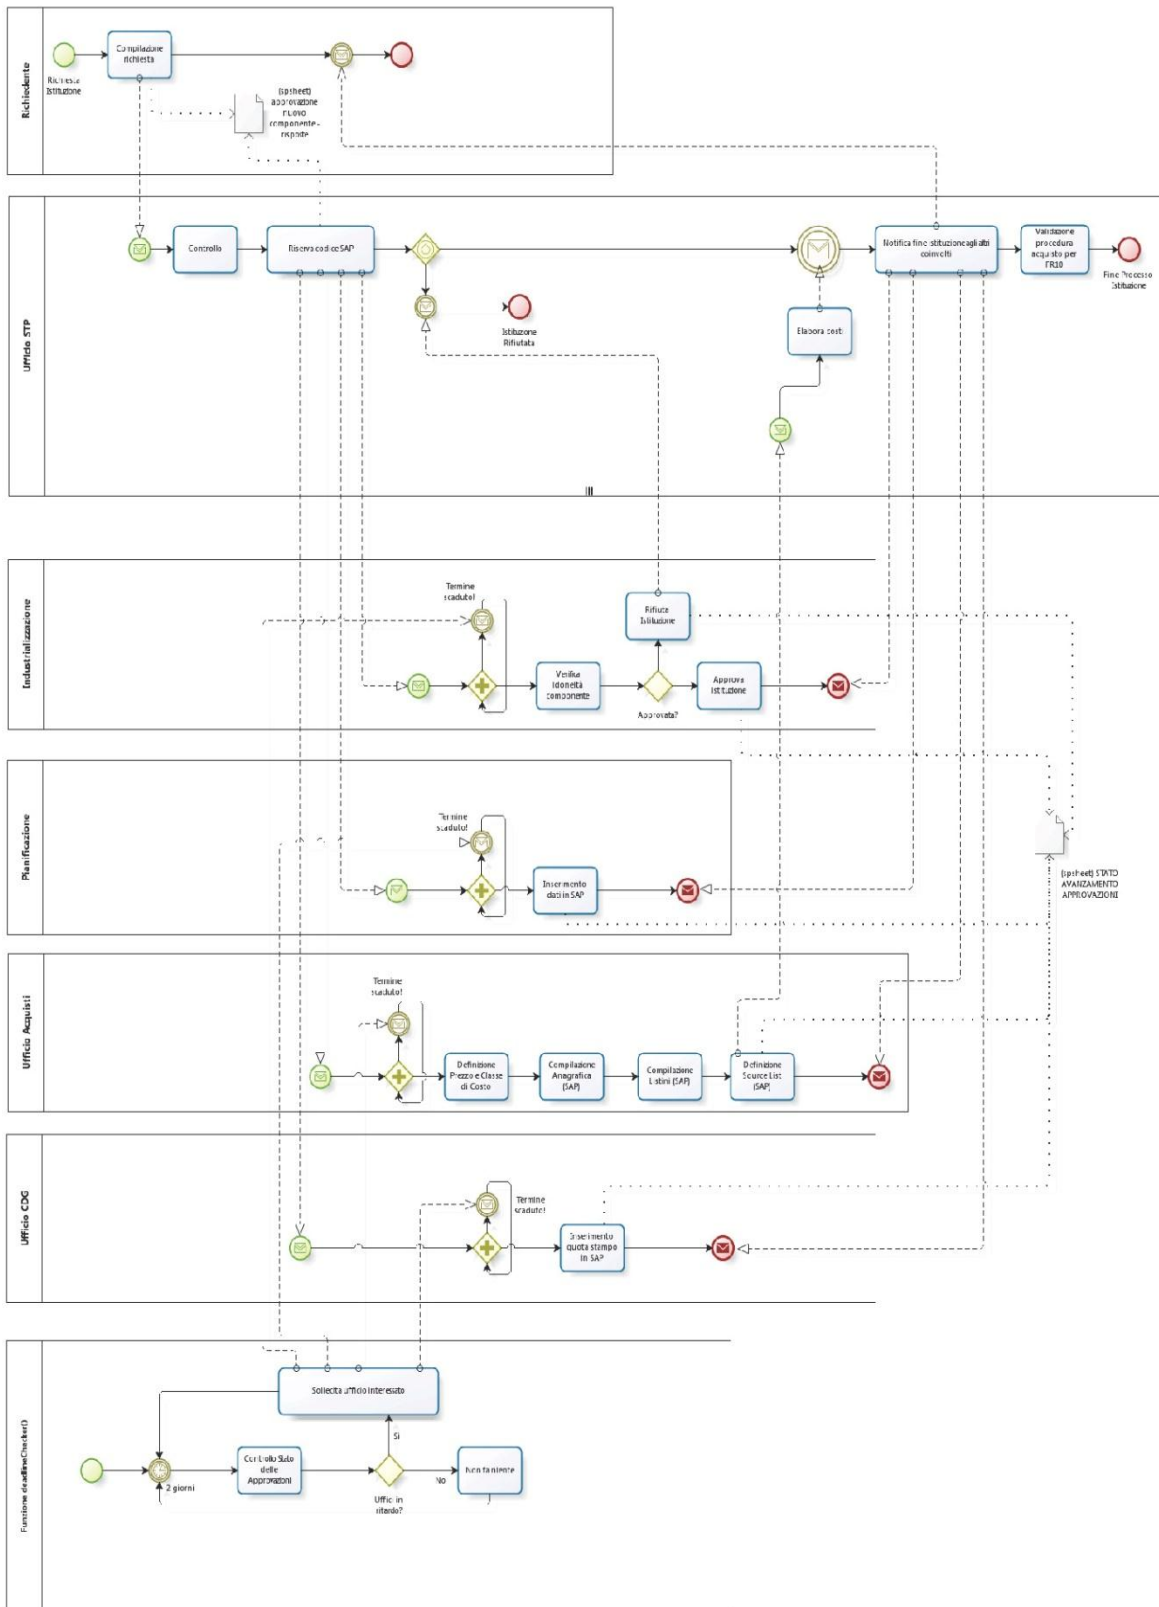 Richiedente
Richiesta
Istituzione
Compilazione
richiesta
(spsheet)
approvazione
nuovo
componente -
risposte
Ufficio STP
Controllo
Riserva codice SAP
Istituzione
Rifiutata
Elabora costi
Notifica fine istituzione agli altri
coinvolti
Validazione
procedura
acquisto per
FR10
Fine Processo
Istituzione
Industrializzazione
Termine
scaduto!
Verifica
Idoneità
componente
Rifiuta
Istituzione
Approvata?
Approva
Istituzione
Pianificazione
Termine
scaduto!
Inserimento
dati in SAP
(spsheet) STATO
AVANZAMENTO
APPROVAZIONI
Ufficio Acquisti
Termine
scaduto!
Definizione
Prezzo e Classe
di Costo
Compilazione
Anagrafica
(SAP)
Compilazione
Listini (SAP)
Definizione
Source List
(SAP)
Ufficio CDG
Termine
scaduto!
Inserimento
quota stampo
in SAP
Funzione deadlineChecker()
Sollecita ufficio interessato
2 giorni
Controllo Stato
delle
Approvazioni
Si
Uffici in
ritardo?
No
Non fa niente